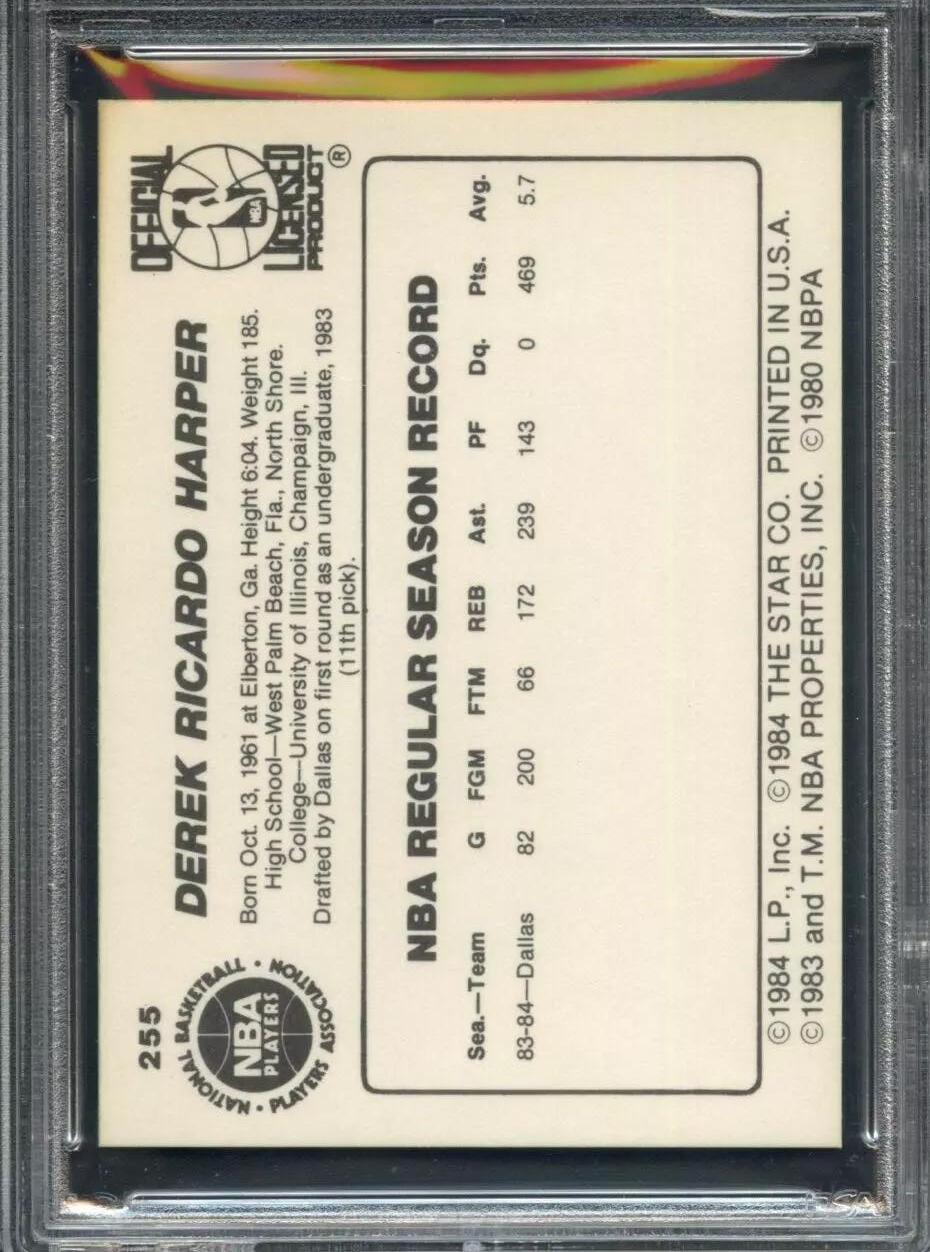 255
NATIONAL BASKETBALL • PLAYERS ASSOCIATION •
NBA
PLAYERS
DEREK RICARDO HARPER
Born Oct. 13, 1961 at Elberton, Ga. Height 6:04. Weight 185.
High School—West Palm Beach, Fla., North Shore.
College—University of Illinois, Champaign, Ill.
Drafted by Dallas on first round as an undergraduate, 1983
(11th pick).
OFFICIAL
NBA
LICENSED
PRODUCT ®
NBA REGULAR SEASON RECORD
Sea.—Team G FGM FTM REB Ast. PF Dq. Pts. Avg.
83-84—Dallas 82 200 66 172 239 143 0 469 5.7
©1984 L.P., Inc. ©1984 THE STAR CO. PRINTED IN U.S.A.
©1983 and T.M. NBA PROPERTIES, INC. ©1980 NBPA